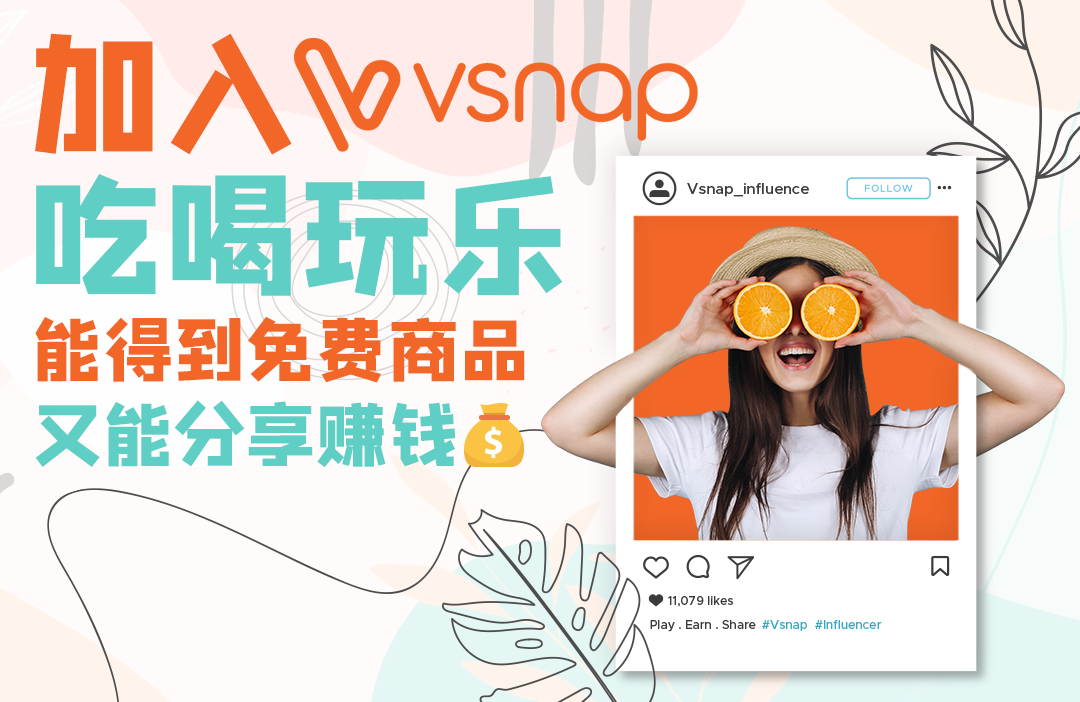 加入 vsnap
吃喝玩乐
能得到免费商品
又能分享赚钱
$
Vsnap_influence
FOLLOW
11,079 likes
Play . Earn . Share #Vsnap #Influencer